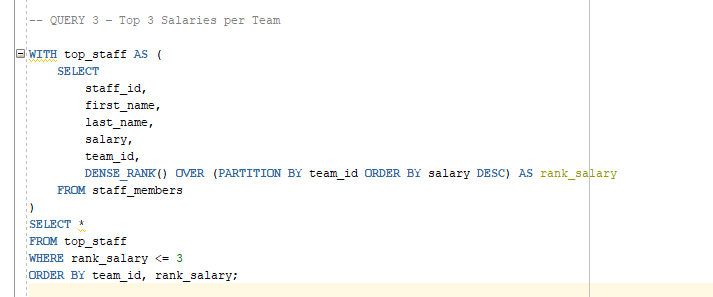 -- QUERY 3 – Top 3 Salaries per Team
WITH top_staff AS (
SELECT
staff_id,
first_name,
last_name,
salary,
team_id,
DENSE_RANK() OVER (PARTITION BY team_id ORDER BY salary DESC) AS rank_salary
FROM staff_members
)
SELECT *
FROM top_staff
WHERE rank_salary <= 3
ORDER BY team_id, rank_salary;